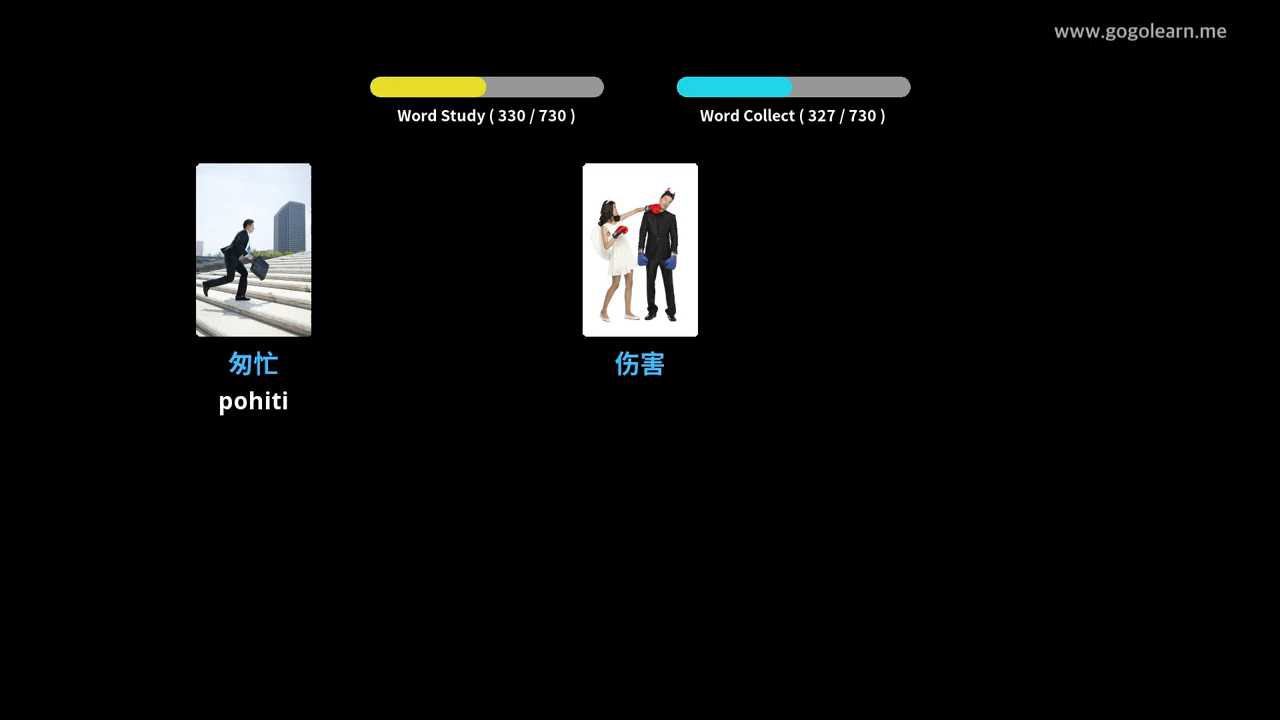 www.gogolearn.me
Word Study ( 330 / 730 )
Word Collect ( 327 / 730 )
匆忙
pohiti
伤害